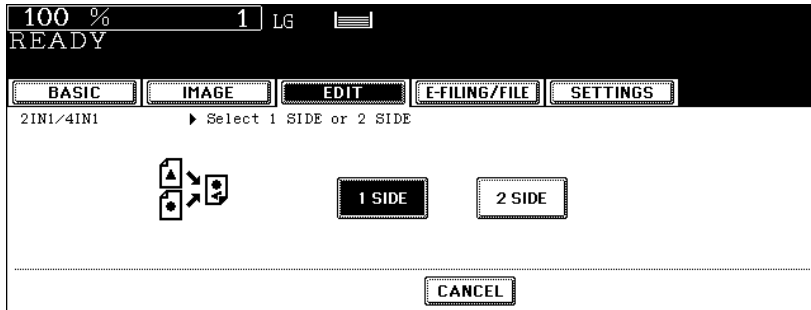 100 % 1 LG
READY
BASIC IMAGE EDIT E-FILING/FILE SETTINGS
2IN1/4IN1 Select 1 SIDE or 2 SIDE
1 SIDE 2 SIDE
CANCEL